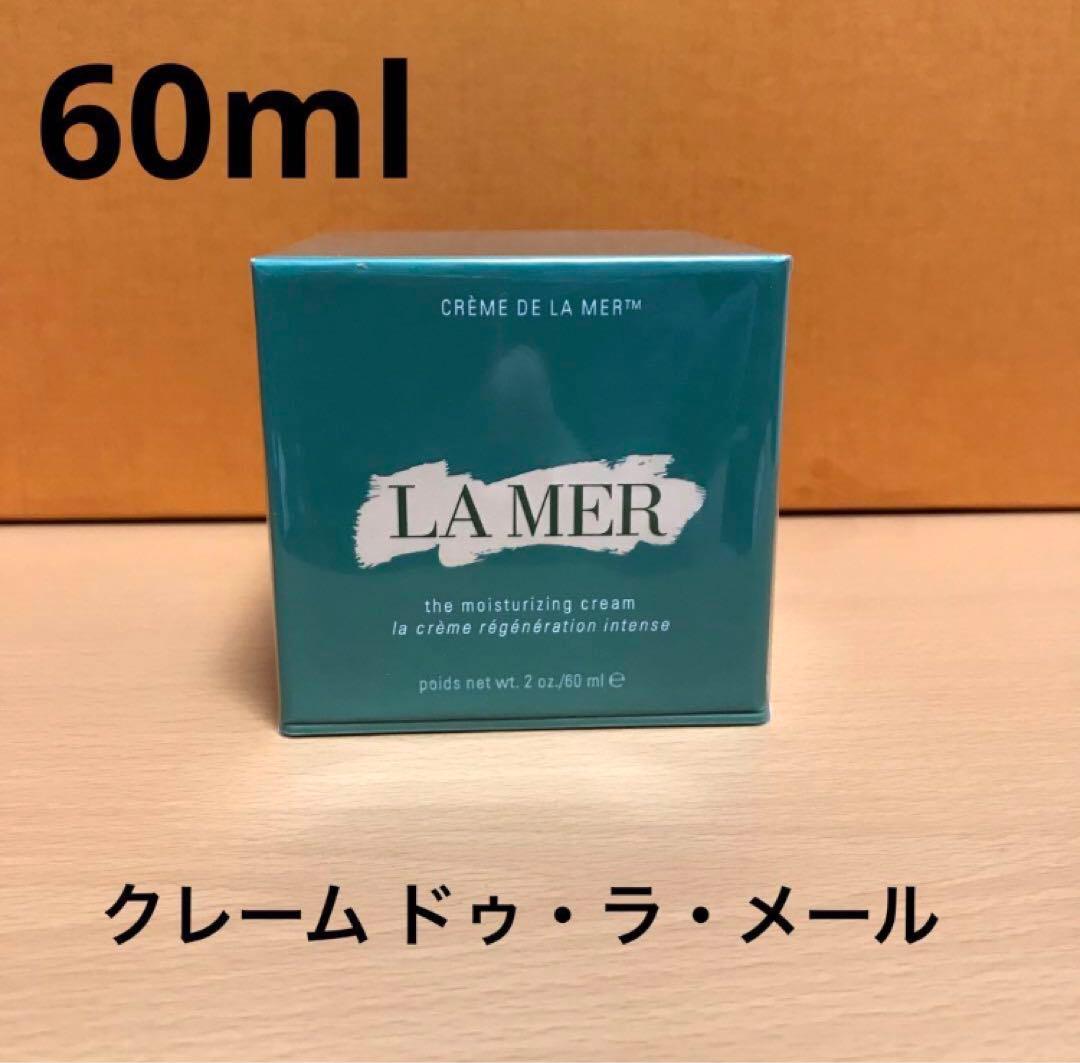 60ml
CRÈME DE LA MER™
LA MER
the moisturizing cream
la crème régénération intense
poids net wt. 2 oz./60 ml ℮
クレーム ドゥ・ラ・メール